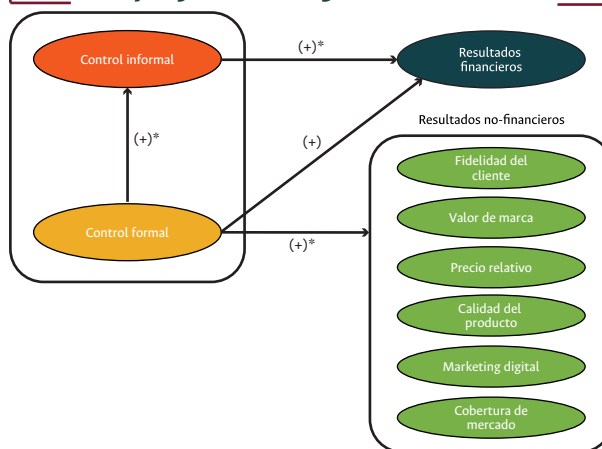 Control informal
(+)*
Resultados
financieros
Resultados no-financieros
(+)*
(+)
Fidelidad del
cliente
Valor de marca
Control formal
(+)*
Precio relativo
Calidad del
producto
Marketing digital
Cobertura de
mercado